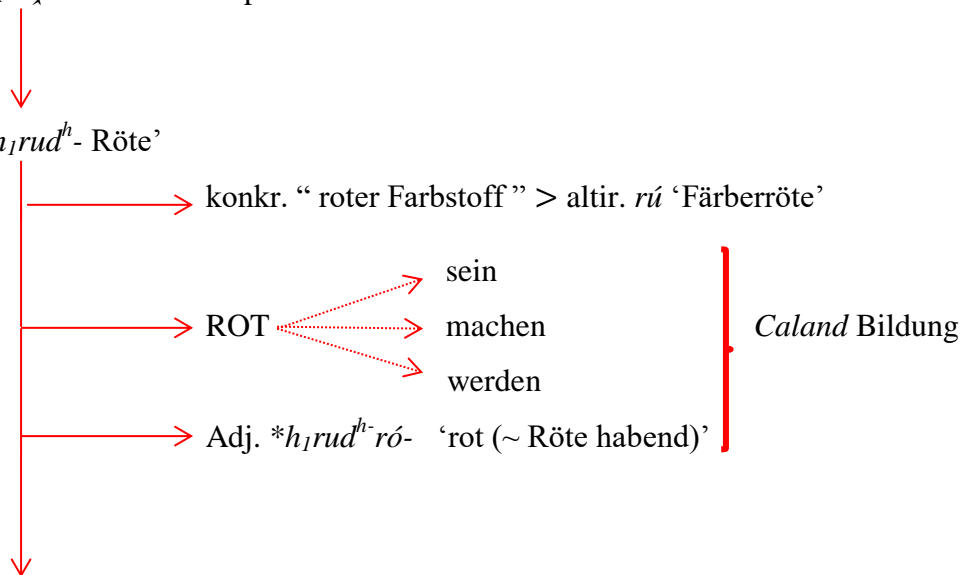 h₁rudʰ- Röte’
konkr. “ roter Farbstoff ” > altir. rú ‘Färberröte’
sein
ROT machen Caland Bildung
werden
Adj. *h₁rudʰ-ró- ‘rot (~ Röte habend)’